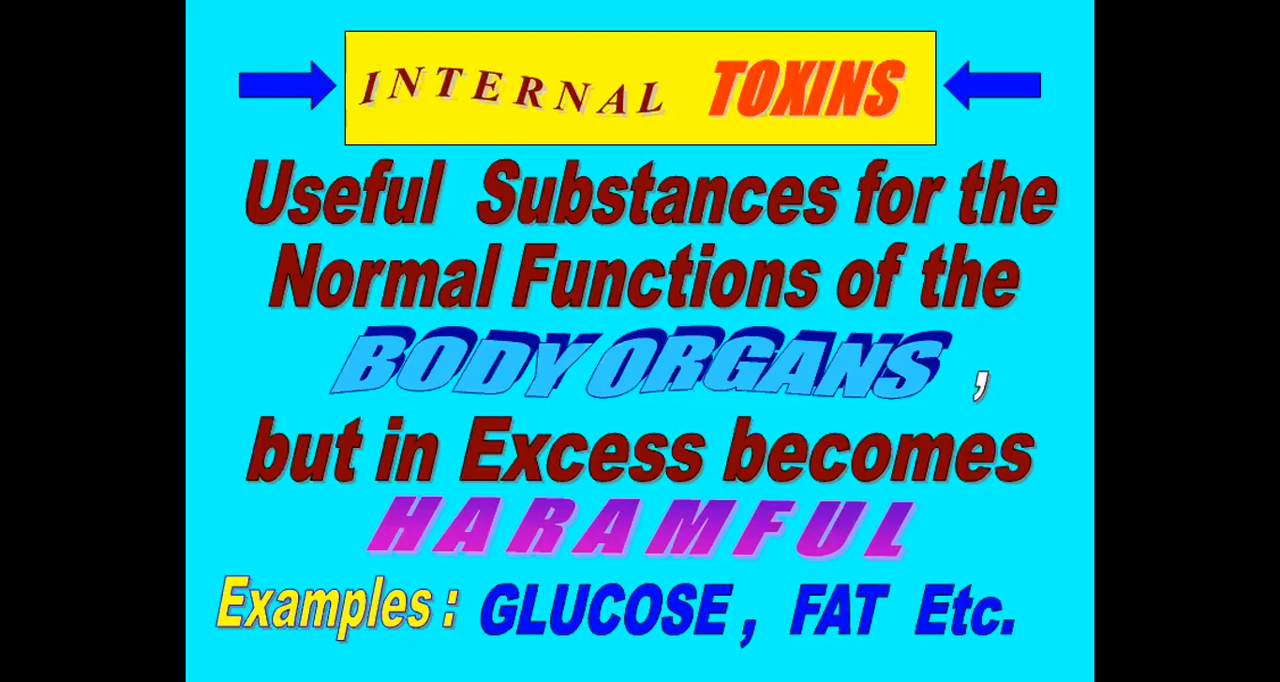 INTERNAL TOXINS
Useful Substances for the
Normal Functions of the
BODY ORGANS ,
but in Excess becomes
HARAMFUL
Examples : GLUCOSE , FAT Etc.